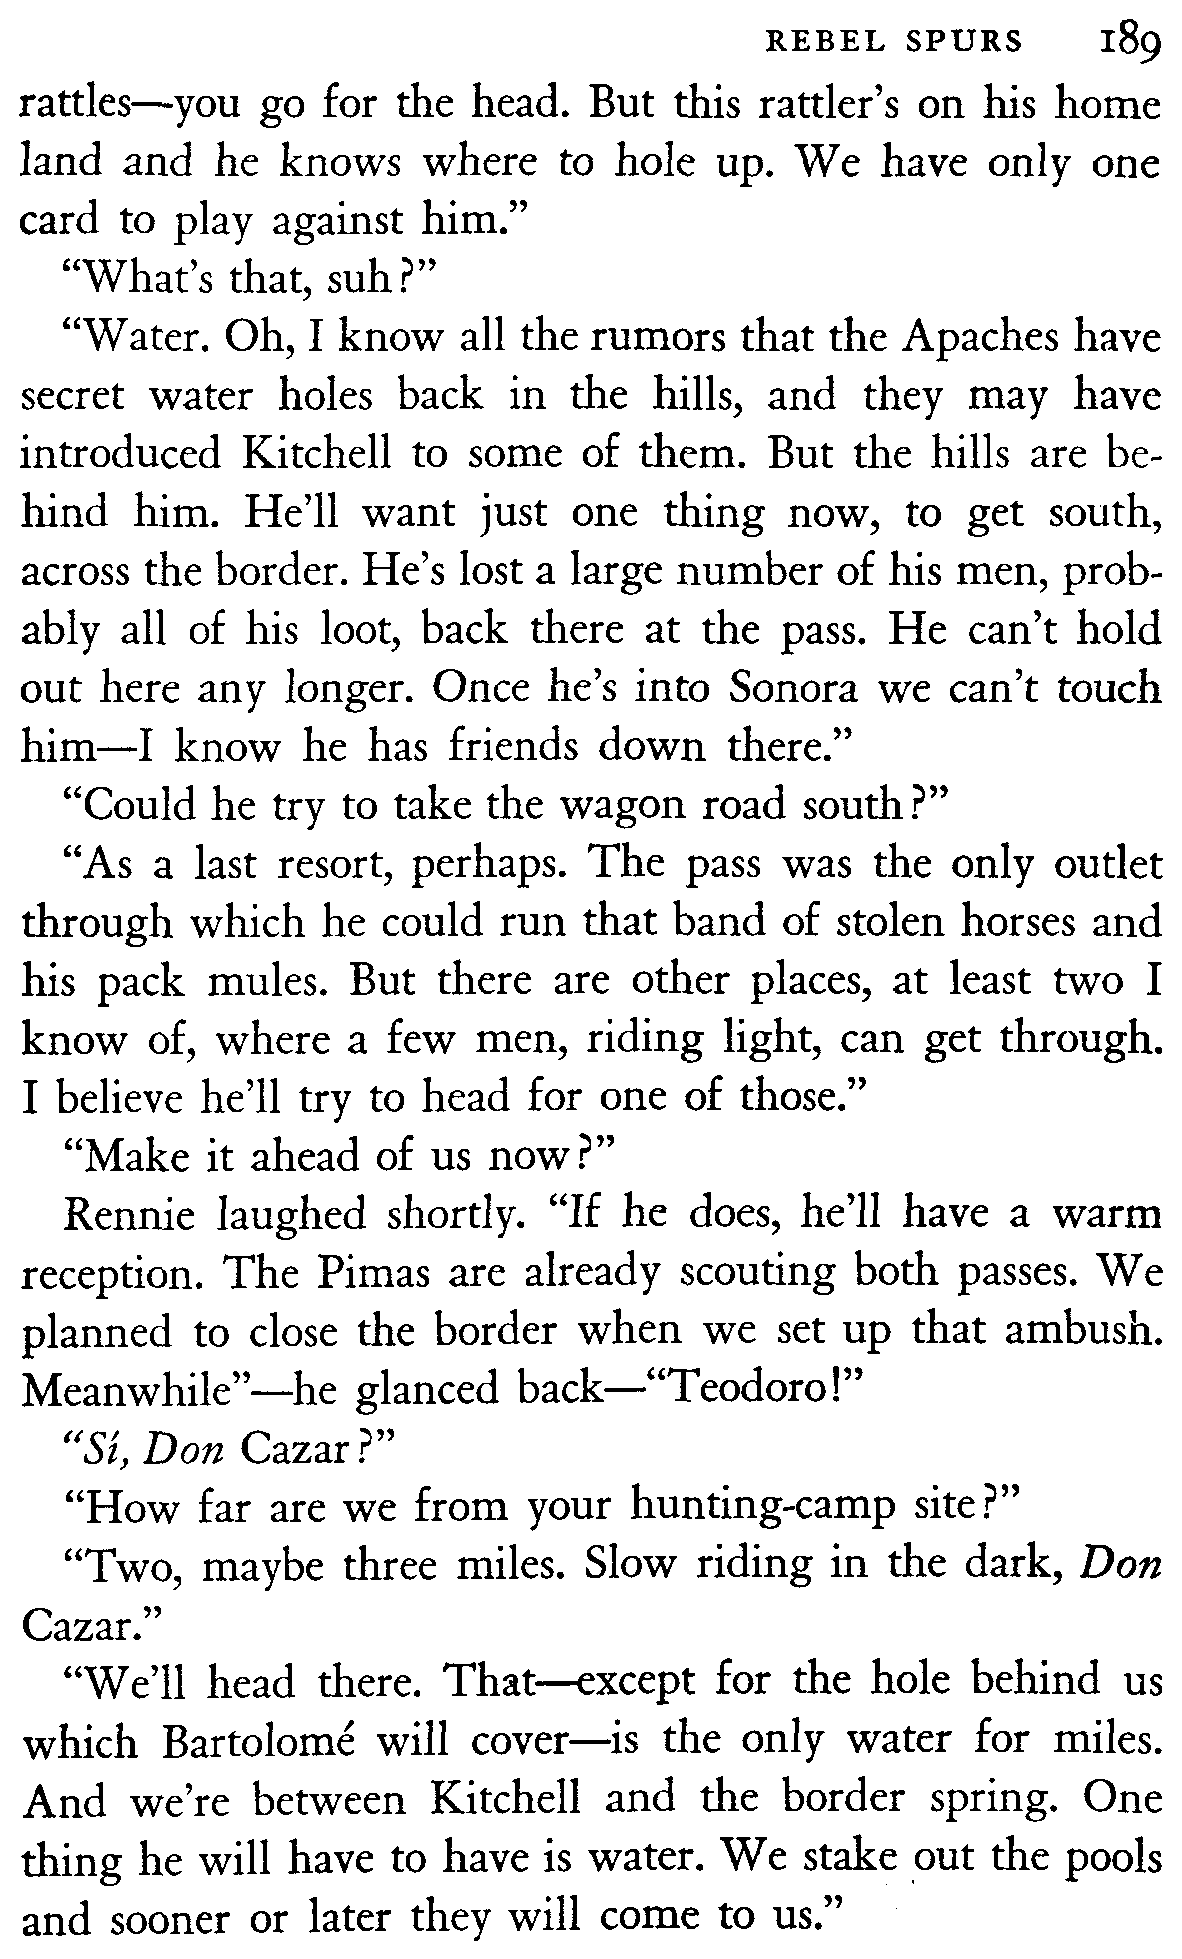 REBEL SPURS 189
rattles—you go for the head. But this rattler's on his home
land and he knows where to hole up. We have only one
card to play against him.”
“What's that, suh?”
“Water. Oh, I know all the rumors that the Apaches have
secret water holes back in the hills, and they may have
introduced Kitchell to some of them. But the hills are be-
hind him. He'll want just one thing now, to get south,
across the border. He's lost a large number of his men, prob-
ably all of his loot, back there at the pass. He can't hold
out here any longer. Once he's into Sonora we can't touch
him—I know he has friends down there.”
“Could he try to take the wagon road south?”
“As a last resort, perhaps. The pass was the only outlet
through which he could run that band of stolen horses and
his pack mules. But there are other places, at least two I
know of, where a few men, riding light, can get through.
I believe he'll try to head for one of those.”
“Make it ahead of us now?”
Rennie laughed shortly. “If he does, he'll have a warm
reception. The Pimas are already scouting both passes. We
planned to close the border when we set up that ambush.
Meanwhile”—he glanced back—“Teodoro!”
“Sí, Don Cazar?”
“How far are we from your hunting-camp site?”
“Two, maybe three miles. Slow riding in the dark, Don
Cazar.”
“We'll head there. That—except for the hole behind us
which Bartolomé will cover—is the only water for miles.
And we're between Kitchell and the border spring. One
thing he will have to have is water. We stake out the pools
and sooner or later they will come to us.”